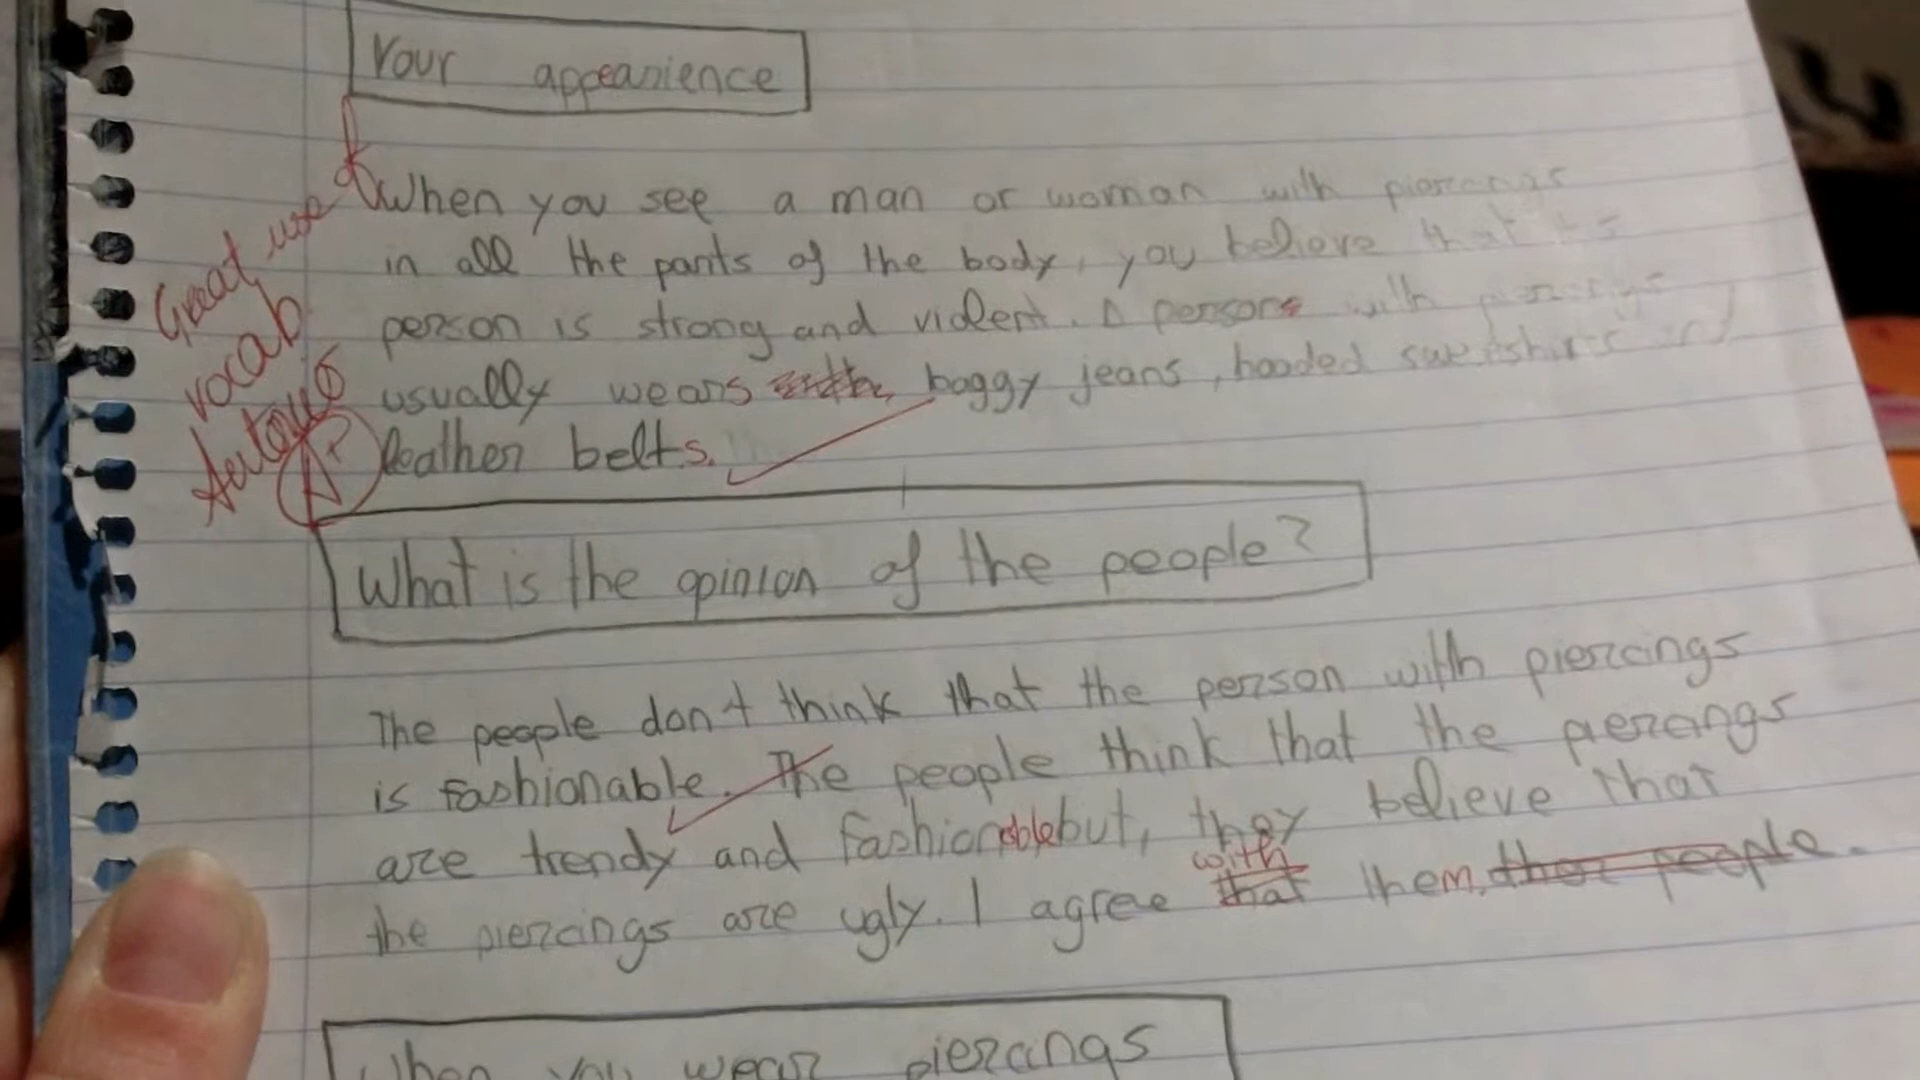 Your appearience
When you see a man or woman with piercings
in all the parts of the body, you believe that
person is strong and violent. A person with piercings
usually wears baggy jeans, hooded sweatshirts and
leather belts.
Great use of
vocab
What is the opinion of the people?
The people don't think that the person with piercings
is fashionable. The people think that the piercings
are trendy and fashionable but, they believe that
the piercings are ugly. I agree with that them. ther people.
When you wear piercings